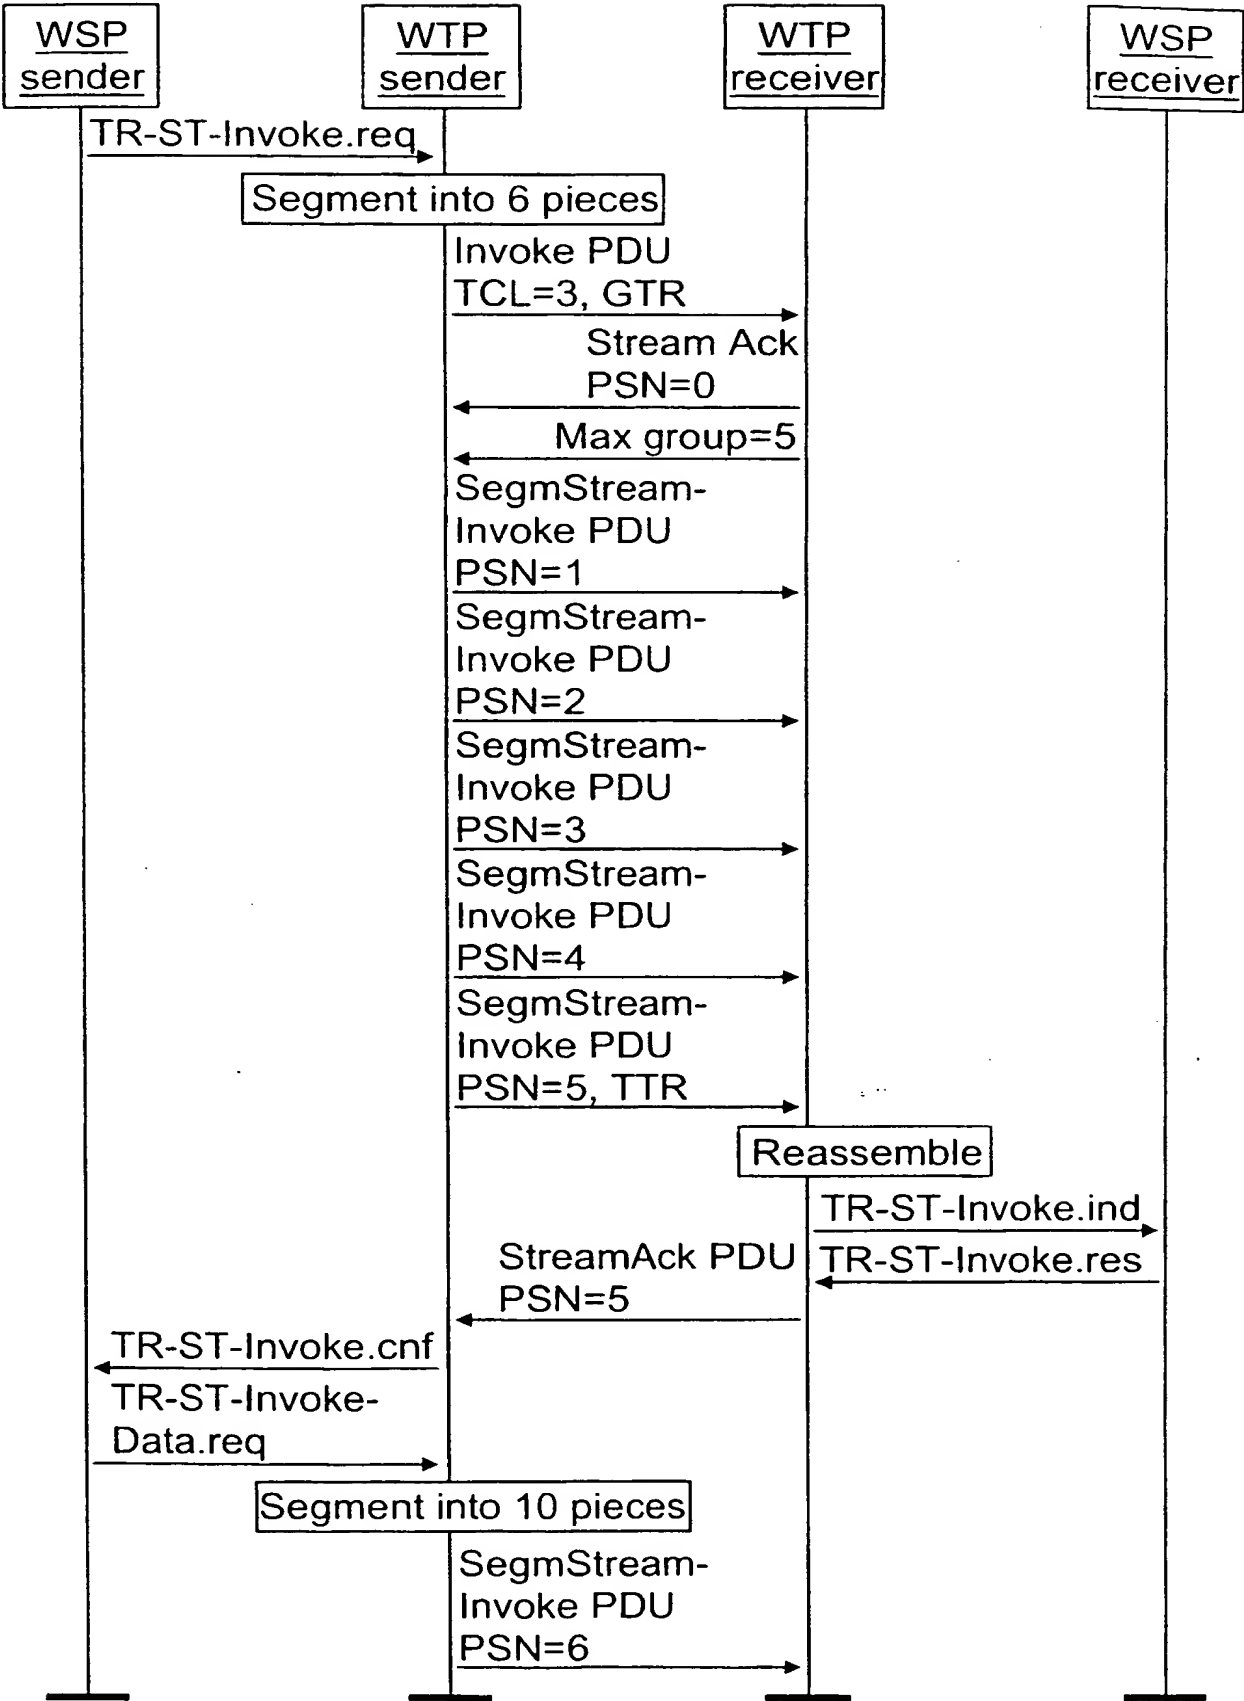 WSP
sender
WTP
sender
WTP
receiver
WSP
receiver
TR-ST-Invoke.req
Segment into 6 pieces
Invoke PDU
TCL=3, GTR
Stream Ack
PSN=0
Max group=5
SegmStream-
Invoke PDU
PSN=1
SegmStream-
Invoke PDU
PSN=2
SegmStream-
Invoke PDU
PSN=3
SegmStream-
Invoke PDU
PSN=4
SegmStream-
Invoke PDU
PSN=5, TTR
Reassemble
TR-ST-Invoke.ind
StreamAck PDU
PSN=5
TR-ST-Invoke.res
TR-ST-Invoke.cnf
TR-ST-Invoke-
Data.req
Segment into 10 pieces
SegmStream-
Invoke PDU
PSN=6